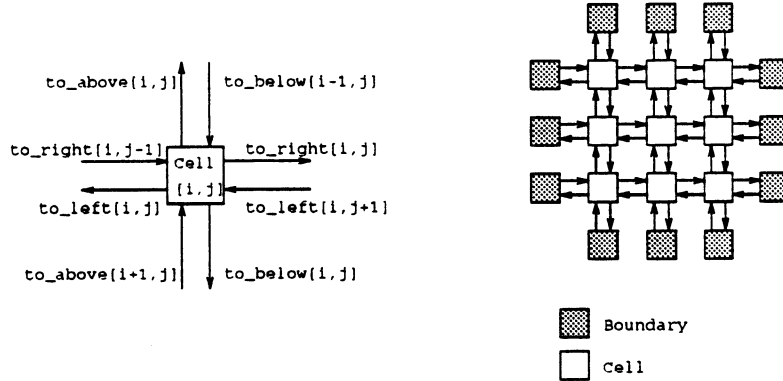 to_above[i,j]
to_below[i-1,j]
to_right[i,j-1]
to_right[i,j]
Cell
[i,j]
to_left[i,j]
to_left[i,j+1]
to_above[i+1,j]
to_below[i,j]
Boundary
Cell